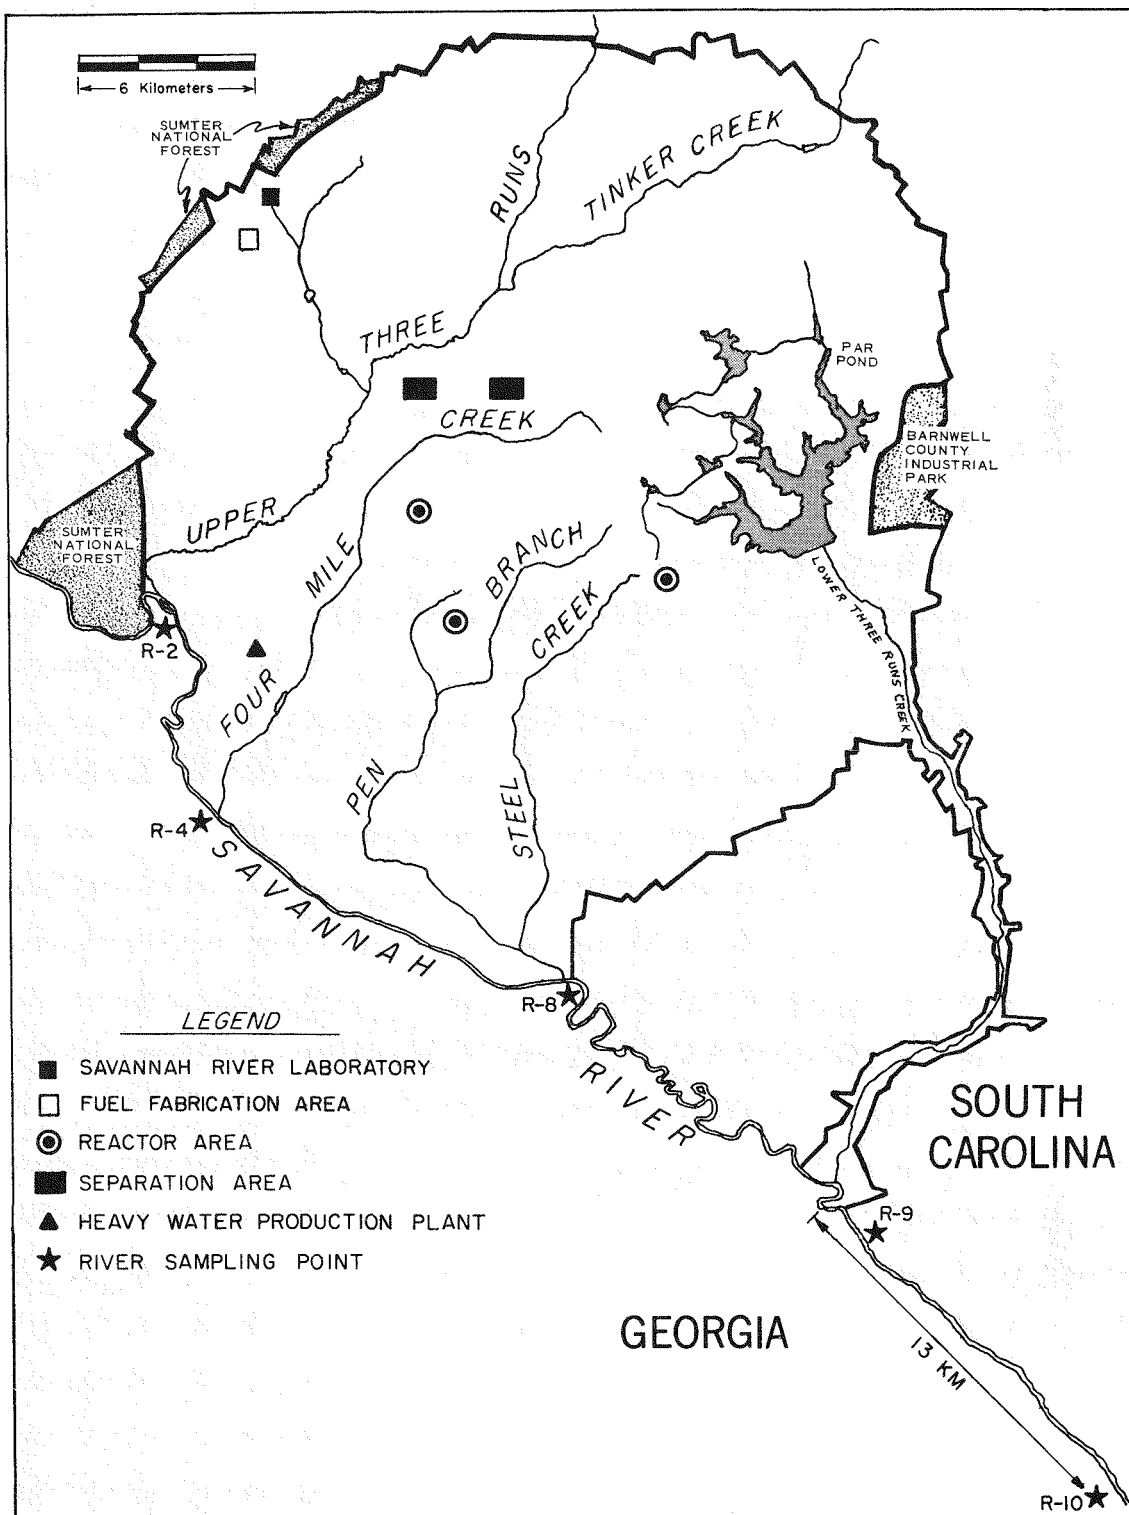 6 Kilometers
SUMTER
NATIONAL
FOREST
RUNS
TINKER CREEK
THREE
PAR
POND
CREEK
BARNWELL
COUNTY
INDUSTRIAL
PARK
UPPER
SUMTER
NATIONAL
FOREST
MILE
BRANCH
CREEK
LOWER THREE RUNS CREEK
R-2
FOUR
PEN
STEEL
R-4
SAVANNAH
R-8
RIVER
LEGEND
SAVANNAH RIVER LABORATORY
FUEL FABRICATION AREA
REACTOR AREA
SEPARATION AREA
HEAVY WATER PRODUCTION PLANT
RIVER SAMPLING POINT
SOUTH
CAROLINA
R-9
GEORGIA
13 KM
R-10